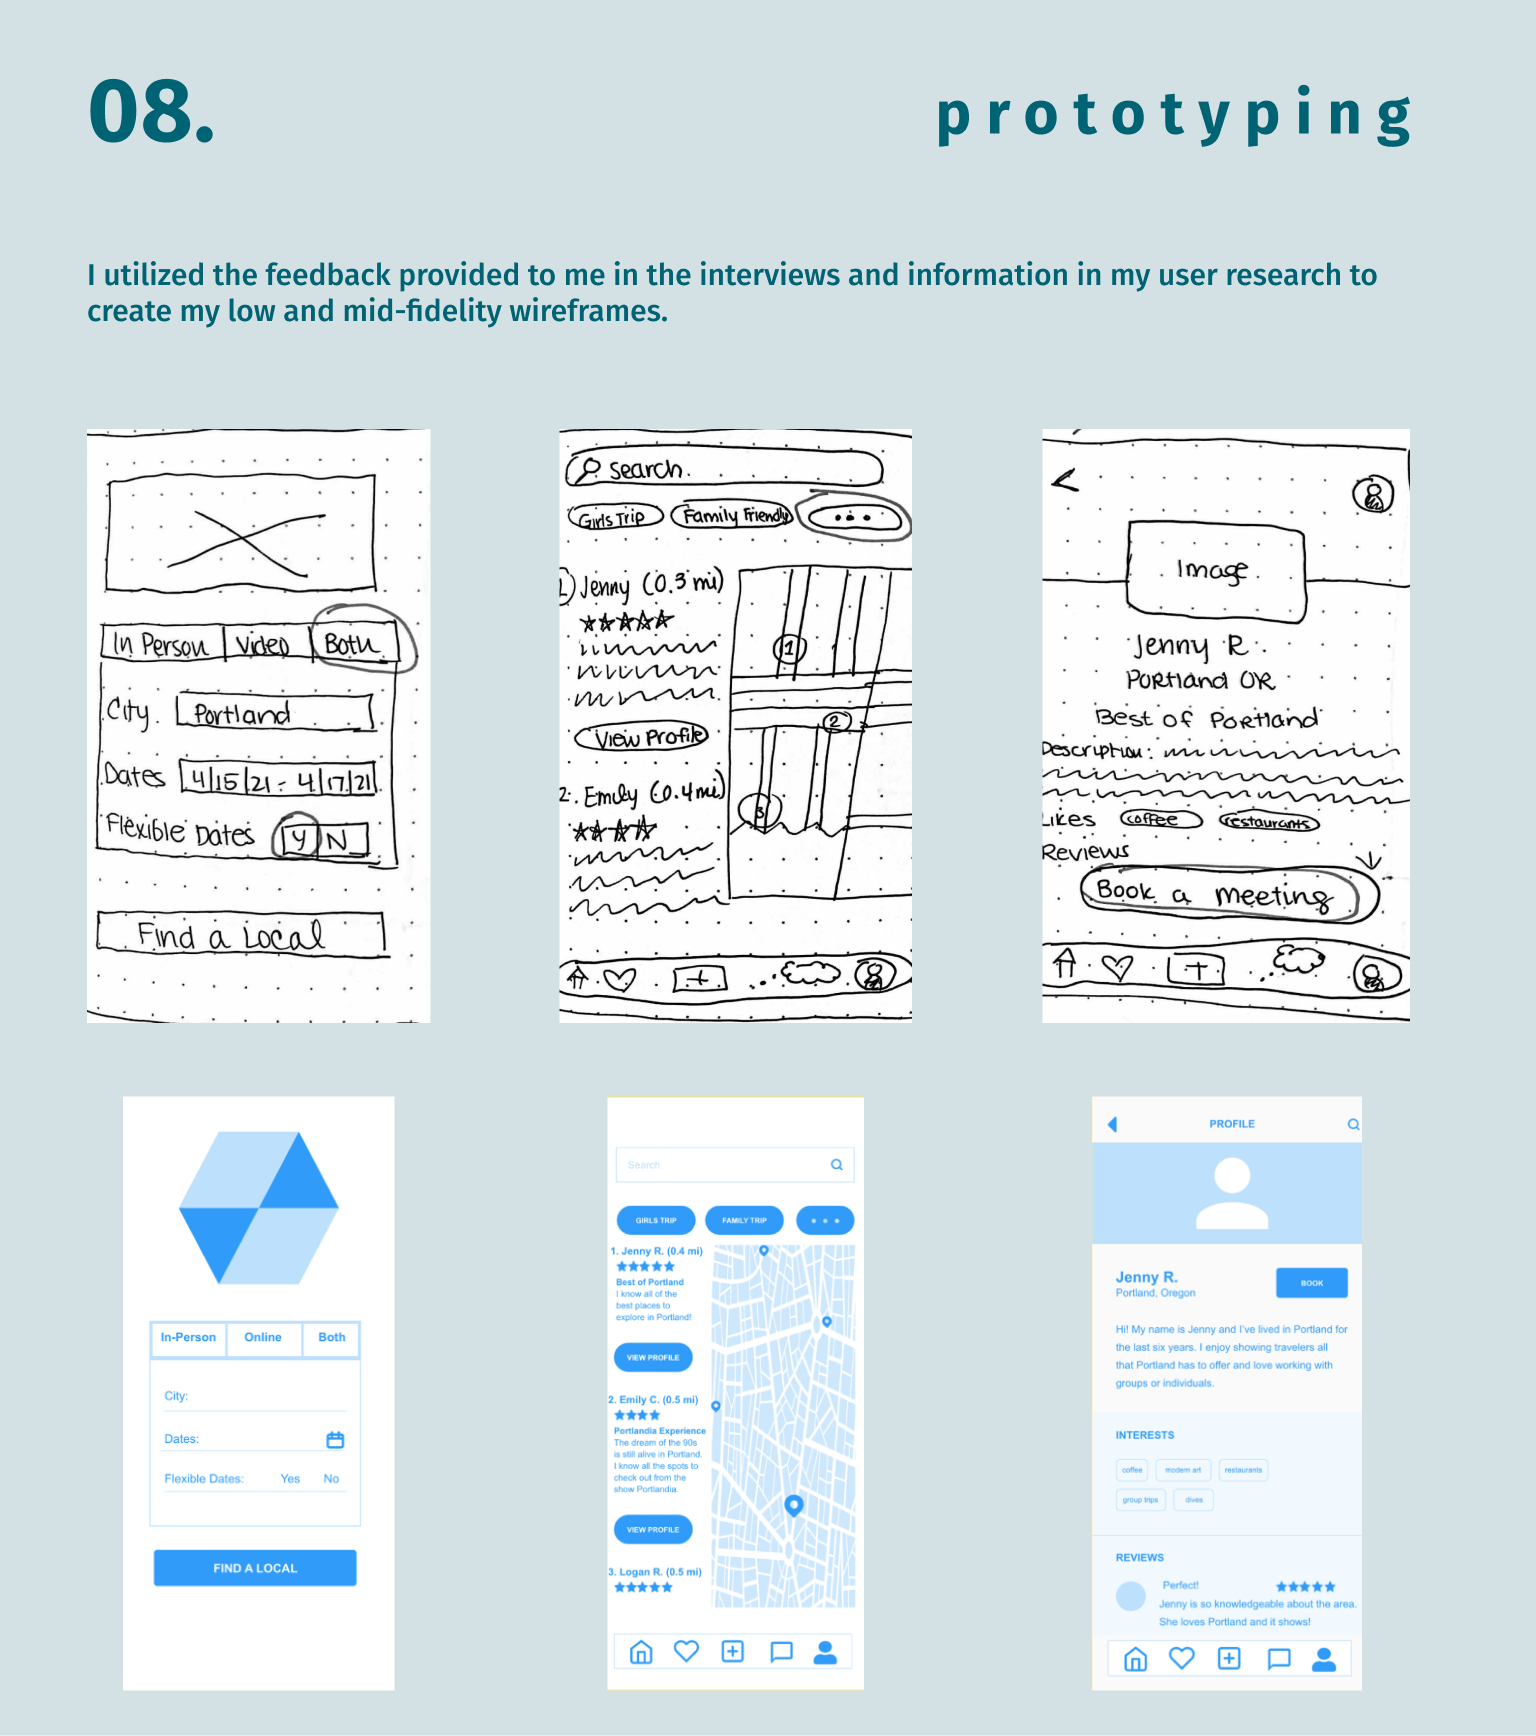 08.
prototyping
I utilized the feedback provided to me in the interviews and information in my user research to
create my low and mid-fidelity wireframes.
In Person Video Both
City. Portland
Dates 4/15/21 - 4/17/21
Flexible Dates Y N
Find a Local
Search.
Girls Trip Family Friendly ...
Jenny (0.3 mi)
View Profile
2. Emily (0.4mi)
1
2
3
Image
Jenny R.
Portland OR
Best of Portland
Description:
Likes coffee restaurants
Reviews
Book a meeting
In-Person Online Both
City:
Dates:
Flexible Dates: Yes No
FIND A LOCAL
Search
GIRLS TRIP FAMILY TRIP
1. Jenny R. (0.4 mi)
Best of Portland
I know all of the
best places to
explore in Portland!
VIEW PROFILE
2. Emily C. (0.5 mi)
Portlandia Experience
The dream of the 90s
is still alive in Portland.
I know all the spots to
check out from the
show Portlandia.
VIEW PROFILE
3. Logan R. (0.5 mi)
PROFILE
Jenny R.
Portland, Oregon
BOOK
Hi! My name is Jenny and I've lived in Portland for
the last six years. I enjoy showing travelers all
that Portland has to offer and love working with
groups or individuals.
INTERESTS
coffee modern art restaurants
group trips dives
REVIEWS
Perfect!
Jenny is so knowledgeable about the area.
She loves Portland and it shows!